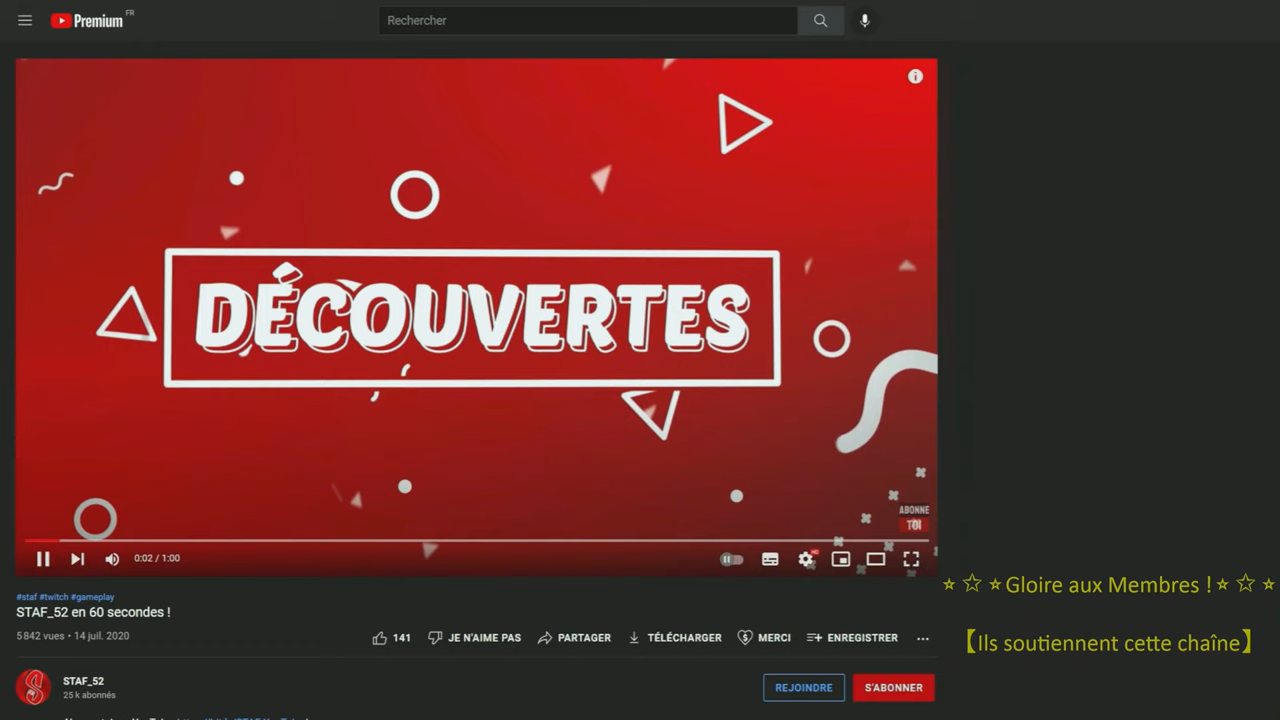 Premium FR
Rechercher
DÉCOUVERTES
ABONNE
TOI
0:02 / 1:00
#staf #twitch #gameplay
STAF_52 en 60 secondes !
5 842 vues • 14 juil. 2020
141 JE N'AIME PAS PARTAGER TÉLÉCHARGER MERCI ENREGISTRER
STAF_52
25 k abonnés
REJOINDRE S'ABONNER
⭐ ☆ ⭐Gloire aux Membres !⭐ ☆ ⭐
【Ils soutiennent cette chaîne】